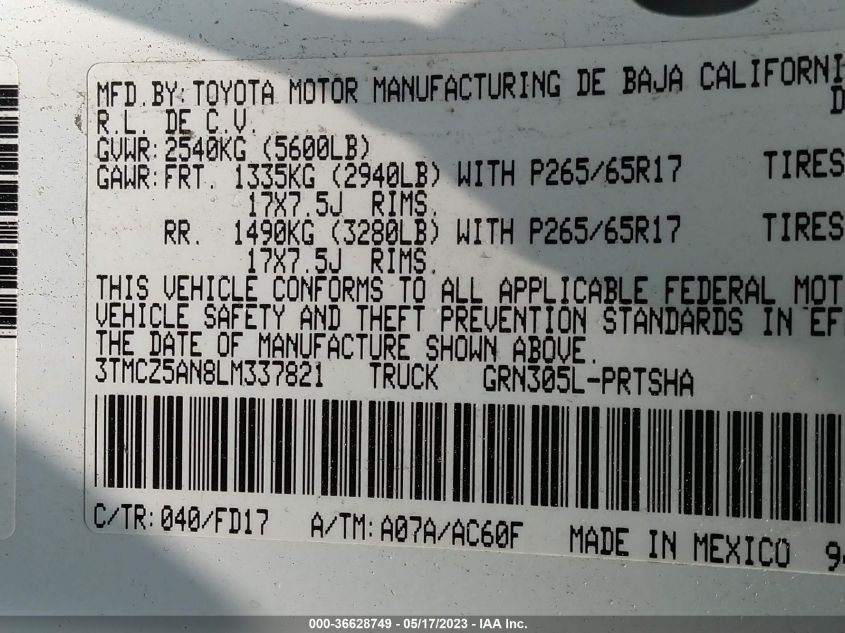 MFD.BY:TOYOTA MOTOR MANUFACTURING DE BAJA CALIFORNI
D
R.L. DE C.V.
GVWR:2540KG (5600LB)
GAWR:FRT. 1335KG (2940LB) WITH P265/65R17 TIRES
17X7.5J RIMS.
RR. 1490KG (3280LB) WITH P265/65R17 TIRES
17X7.5J RIMS.
THIS VEHICLE CONFORMS TO ALL APPLICABLE FEDERAL MOT
VEHICLE SAFETY AND THEFT PREVENTION STANDARDS IN EF
THE DATE OF MANUFACTURE SHOWN ABOVE.
3TMCZ5AN8LM337821 TRUCK GRN305L-PRTSHA
C/TR:040/FD17 A/TM:A07A/AC60F MADE IN MEXICO 94
000-36628749 - 05/17/2023 - IAA Inc.